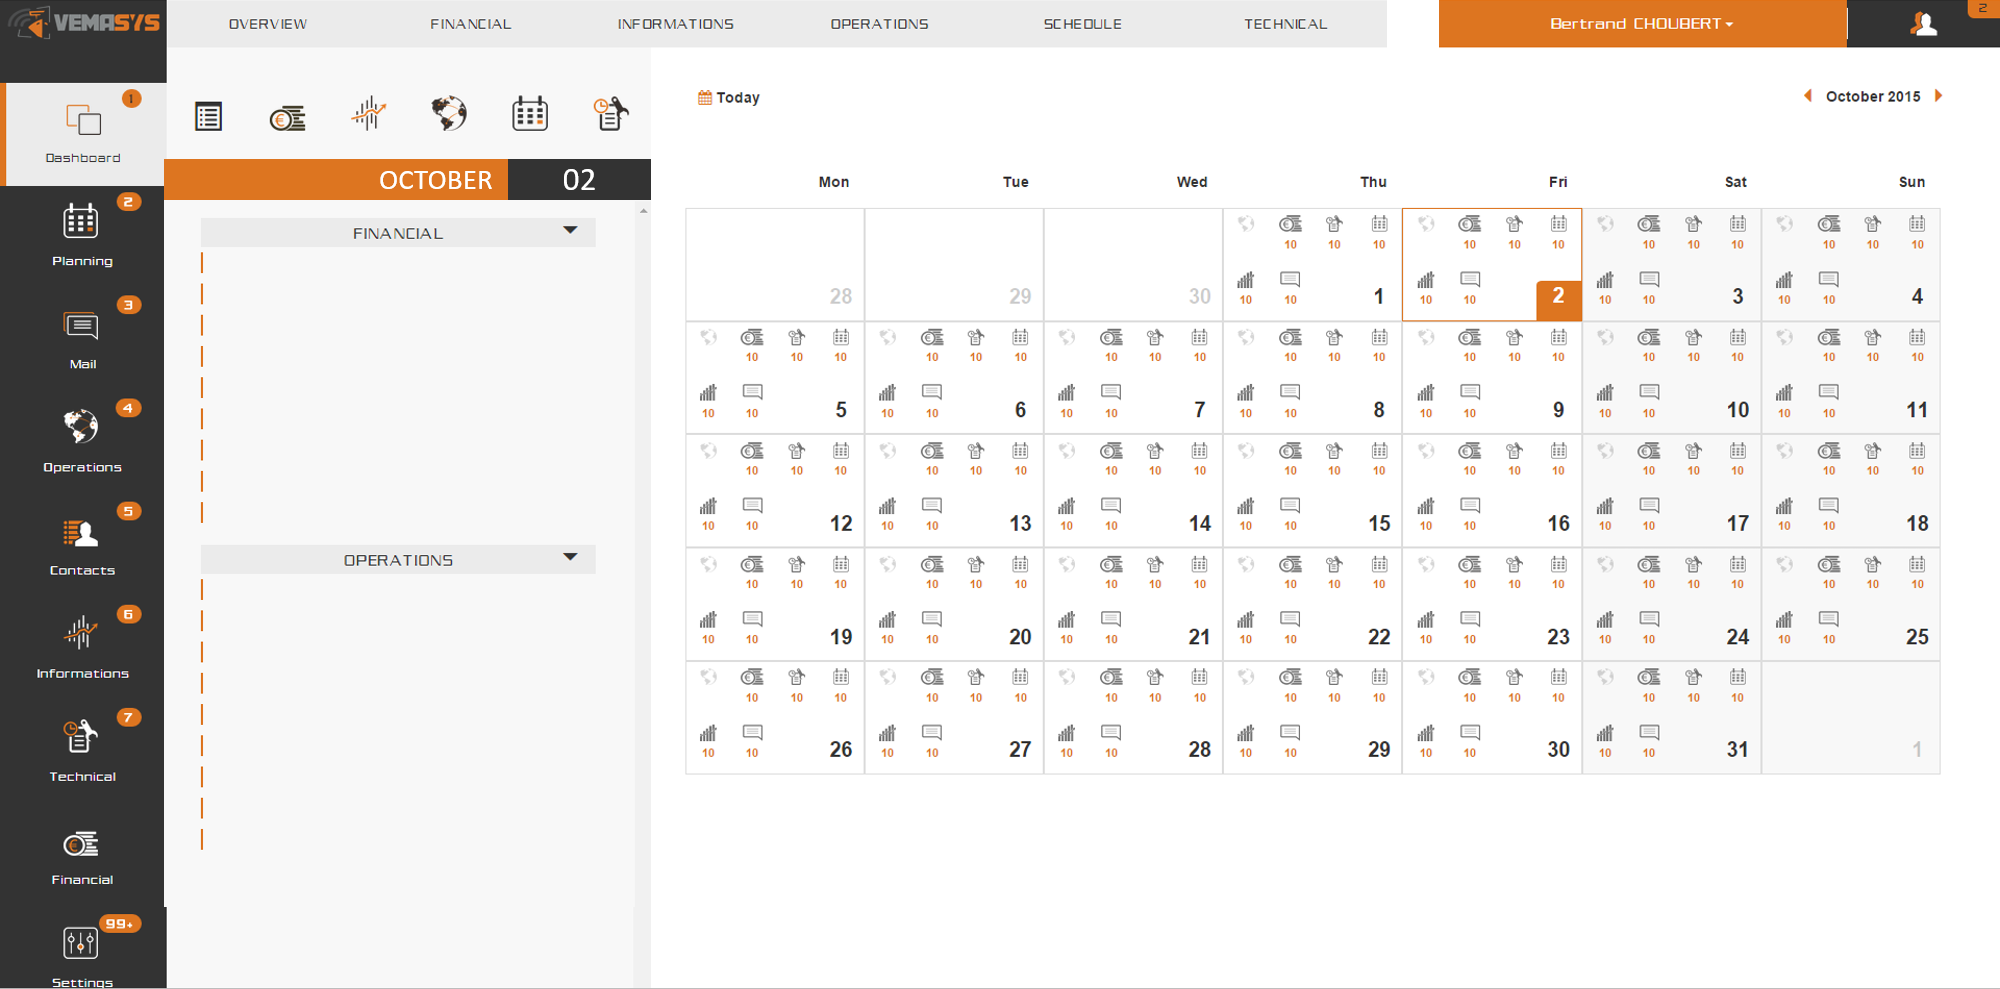 VEMASYS
OVERVIEW FINANCIAL INFORMATIONS OPERATIONS SCHEDULE TECHNICAL
Bertrand CHOUBERT
2
1
Dashboard
2
Planning
3
Mail
4
Operations
5
Contacts
6
Informations
7
Technical
Financial
99+
Settings
OCTOBER 02
FINANCIAL
OPERATIONS
Today
October 2015
Mon Tue Wed Thu Fri Sat Sun
10 10 10 10 10 10 10 10 10 10 10 10
28 29 30 10 10 1 10 10 2 10 10 3 10 10 4
10 10 10 10 10 10 10 10 10 10 10 10 10 10 10 10 10 10 10 10 10
10 10 5 10 10 6 10 10 7 10 10 8 10 10 9 10 10 10 10 10 11
10 10 10 10 10 10 10 10 10 10 10 10 10 10 10 10 10 10 10 10 10
10 10 12 10 10 13 10 10 14 10 10 15 10 10 16 10 10 17 10 10 18
10 10 10 10 10 10 10 10 10 10 10 10 10 10 10 10 10 10 10 10 10
10 10 19 10 10 20 10 10 21 10 10 22 10 10 23 10 10 24 10 10 25
10 10 10 10 10 10 10 10 10 10 10 10 10 10 10 10 10 10
10 10 26 10 10 27 10 10 28 10 10 29 10 10 30 10 10 31 1